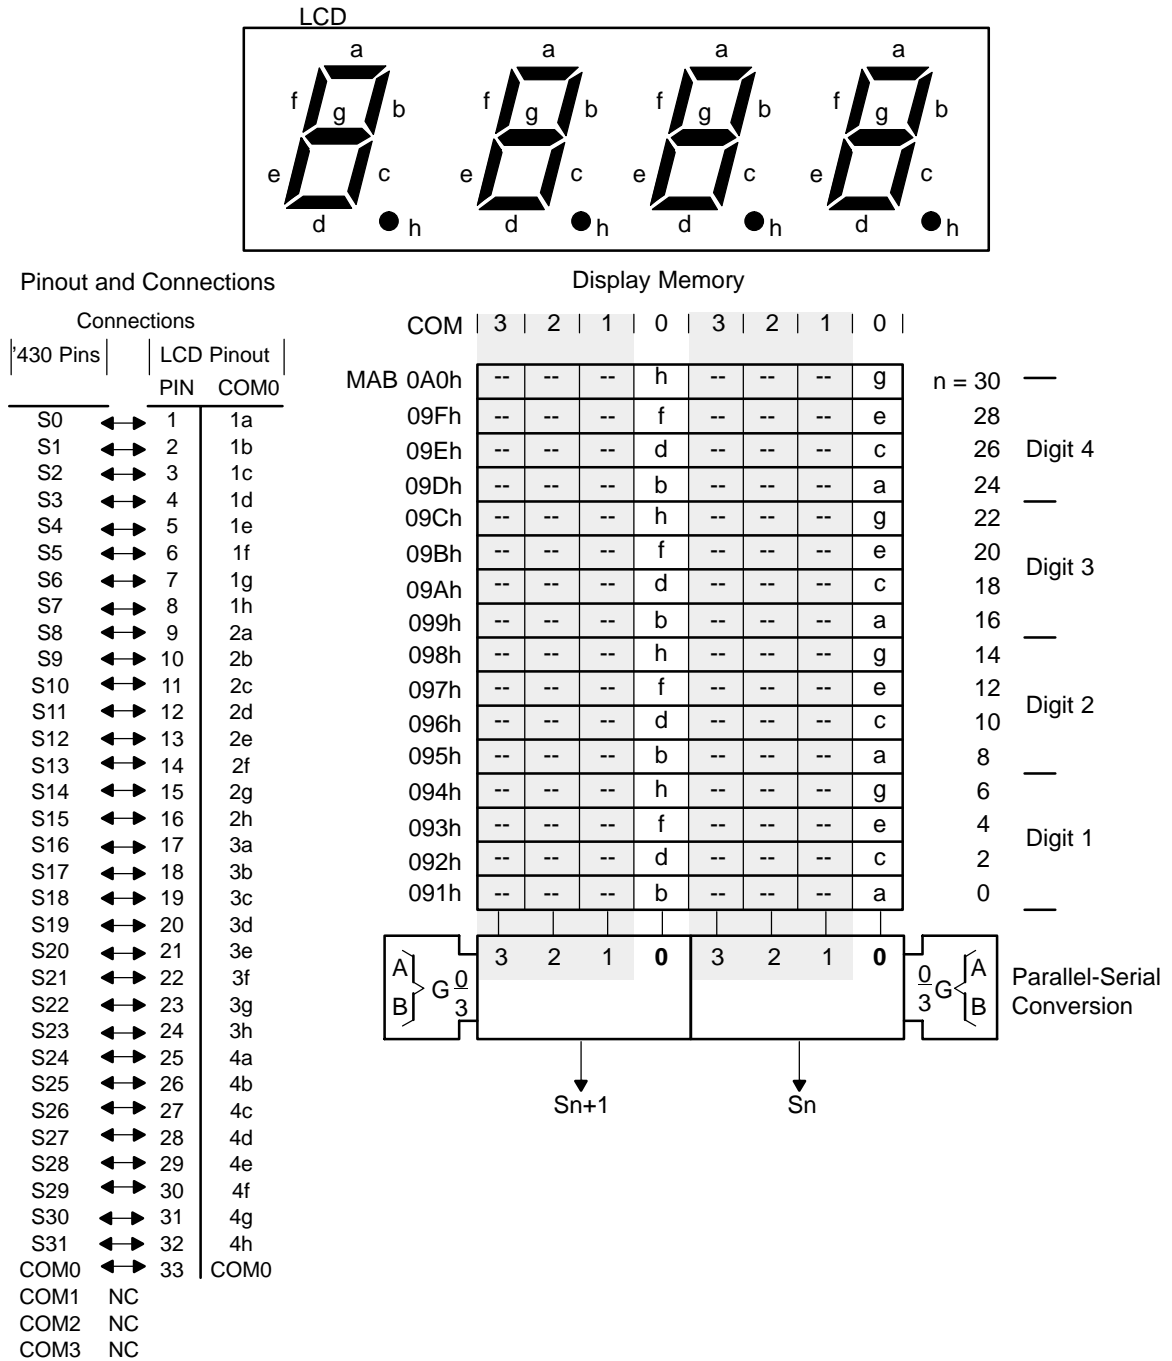 LCD
a a a a
f g b f g b f g b f g b
e c e c e c e c
d h d h d h d h
Pinout and Connections
Connections
'430 Pins LCD Pinout
PIN COM0
S0 1 1a
S1 2 1b
S2 3 1c
S3 4 1d
S4 5 1e
S5 6 1f
S6 7 1g
S7 8 1h
S8 9 2a
S9 10 2b
S10 11 2c
S11 12 2d
S12 13 2e
S13 14 2f
S14 15 2g
S15 16 2h
S16 17 3a
S17 18 3b
S18 19 3c
S19 20 3d
S20 21 3e
S21 22 3f
S22 23 3g
S23 24 3h
S24 25 4a
S25 26 4b
S26 27 4c
S27 28 4d
S28 29 4e
S29 30 4f
S30 31 4g
S31 32 4h
COM0 33 COM0
COM1 NC
COM2 NC
COM3 NC
Display Memory
COM 3 2 1 0 3 2 1 0
MAB 0A0h -- -- -- h -- -- -- g n = 30
09Fh -- -- -- f -- -- -- e 28
09Eh -- -- -- d -- -- -- c 26 Digit 4
09Dh -- -- -- b -- -- -- a 24
09Ch -- -- -- h -- -- -- g 22
09Bh -- -- -- f -- -- -- e 20 Digit 3
09Ah -- -- -- d -- -- -- c 18
099h -- -- -- b -- -- -- a 16
098h -- -- -- h -- -- -- g 14
097h -- -- -- f -- -- -- e 12 Digit 2
096h -- -- -- d -- -- -- c 10
095h -- -- -- b -- -- -- a 8
094h -- -- -- h -- -- -- g 6
093h -- -- -- f -- -- -- e 4 Digit 1
092h -- -- -- d -- -- -- c 2
091h -- -- -- b -- -- -- a 0
3 2 1 0 3 2 1 0
A B G 0 3
0 3 G A B
Parallel-Serial
Conversion
Sn+1 Sn